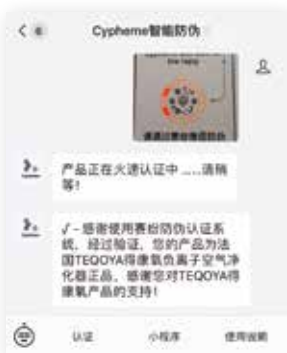 Cypheme智能防伪
产品正在火速认证中 ......请稍
等!
√ - 感谢使用赛纷防伪认证系
统, 经过验证, 您的产品为法
国TEQOYA得康氧负离子空气净
化器正品, 感谢您对TEQOYA得
康氧产品的支持!
认证
小程序
使用说明